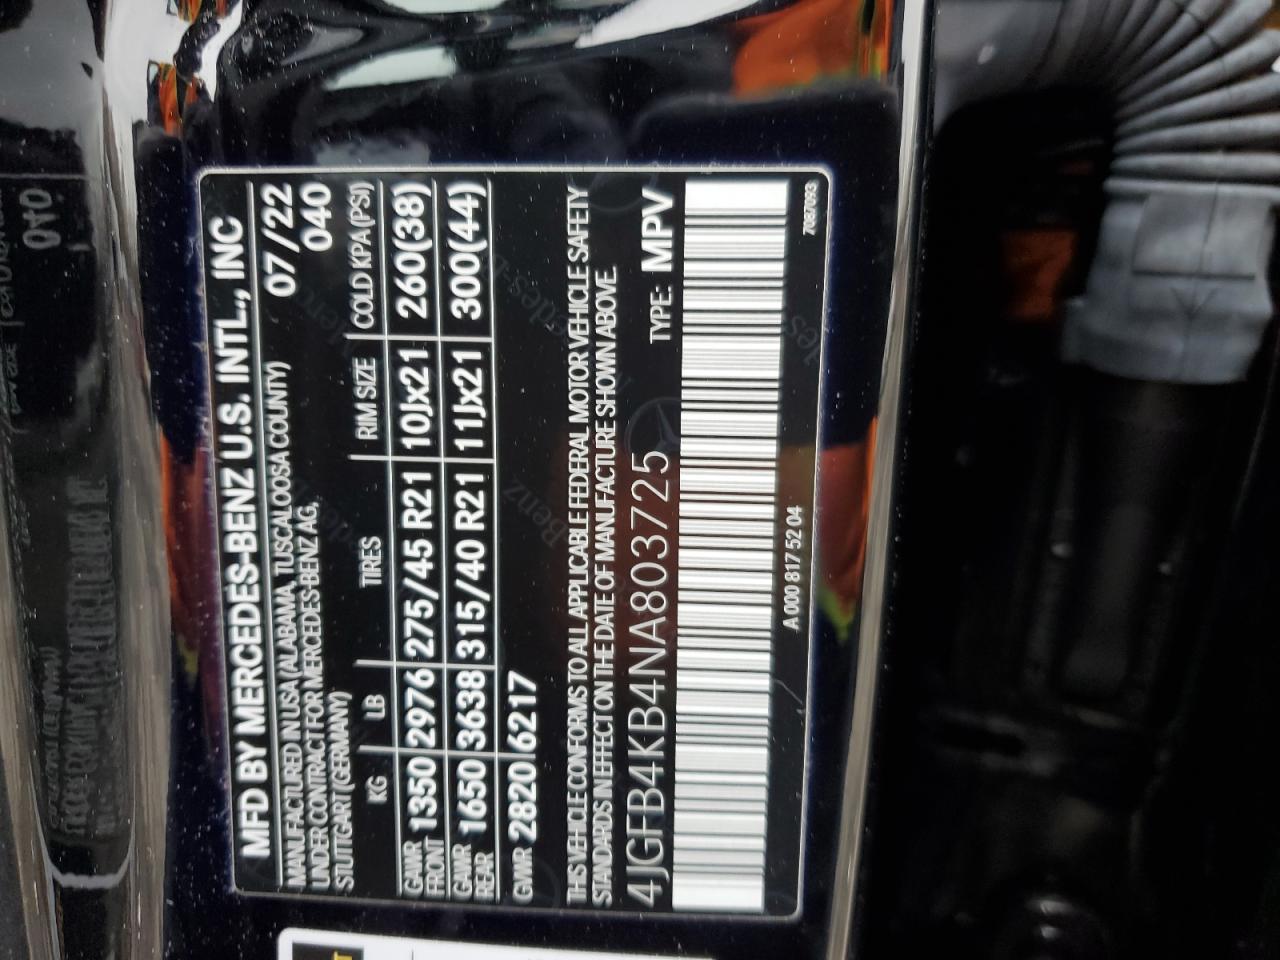 MFD BY MERCEDES-BENZ U.S. INTL., INC
MANUFACTURED IN USA (ALABAMA, TUSCALOOSA COUNTY) 07/22
UNDER CONTRACT FOR MERCEDES-BENZ AG, 040
STUTTGART (GERMANY)
KG LB TIRES RIM SIZE COLD KPA (PSI)
GAWR FRONT 1350 2976 275/45 R21 10Jx21 260(38)
GAWR REAR 1650 3638 315/40 R21 11Jx21 300(44)
GVWR 2820 6217
THIS VEHICLE CONFORMS TO ALL APPLICABLE FEDERAL MOTOR VEHICLE SAFETY
STANDARDS IN EFFECT ON THE DATE OF MANUFACTURE SHOWN ABOVE.
4JGFB4KB4NA803725 TYPE: MPV
A 000 817 52 04 7087093